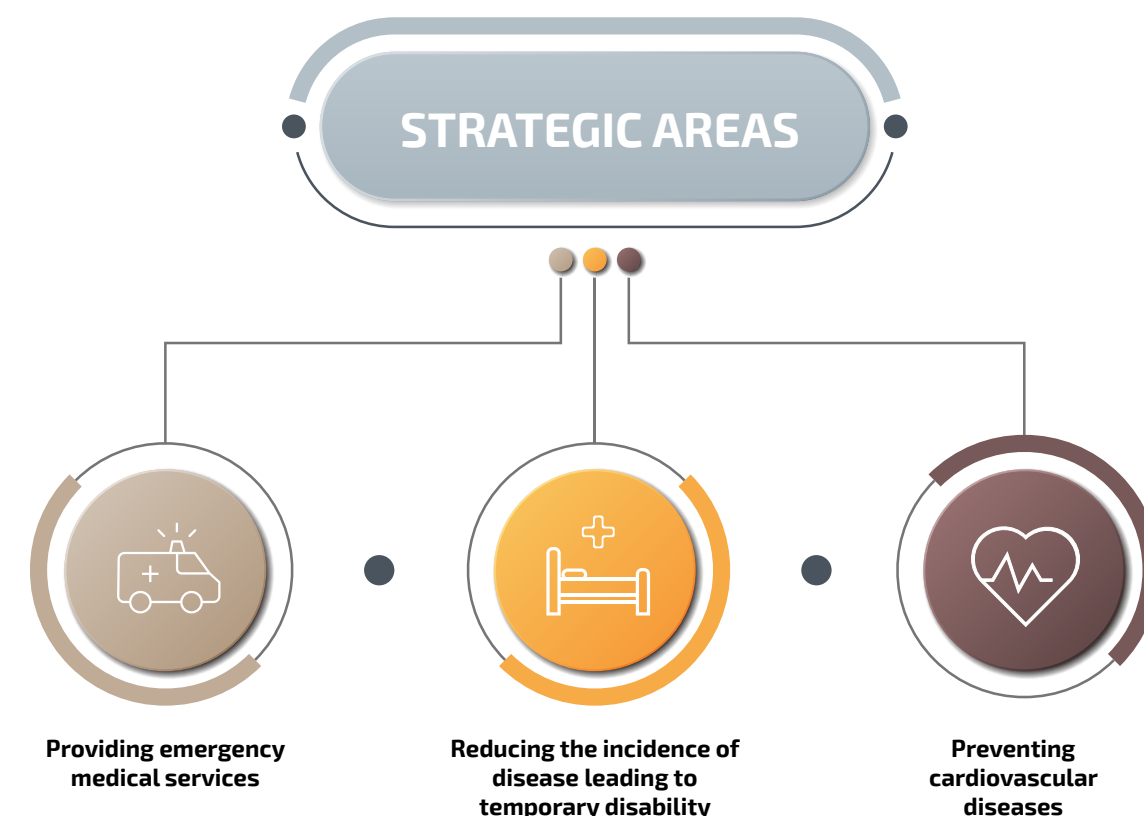 STRATEGIC AREAS
Providing emergency
medical services
Reducing the incidence of
disease leading to
temporary disability
Preventing
cardiovascular
diseases